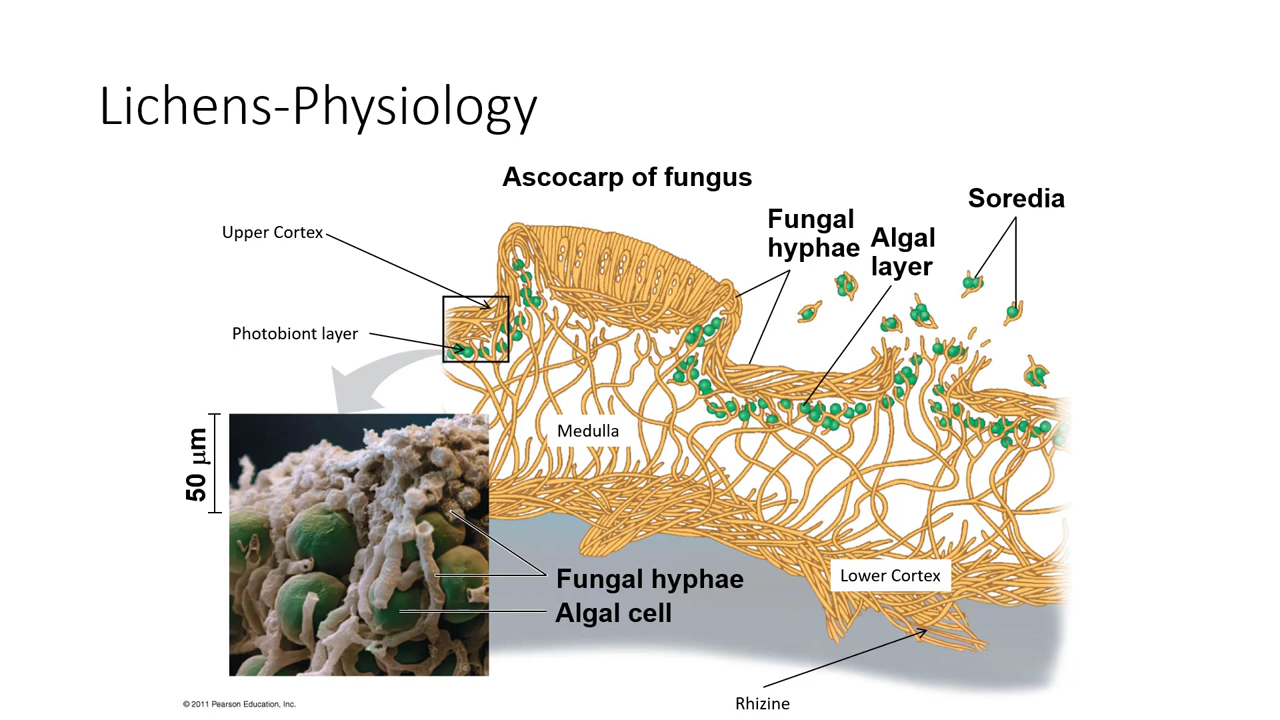 Lichens-Physiology
Ascocarp of fungus
Soredia
Fungal
hyphae
Algal
layer
Upper Cortex
Photobiont layer
Medulla
50 μm
Lower Cortex
Fungal hyphae
Algal cell
Rhizine
© 2011 Pearson Education, Inc.